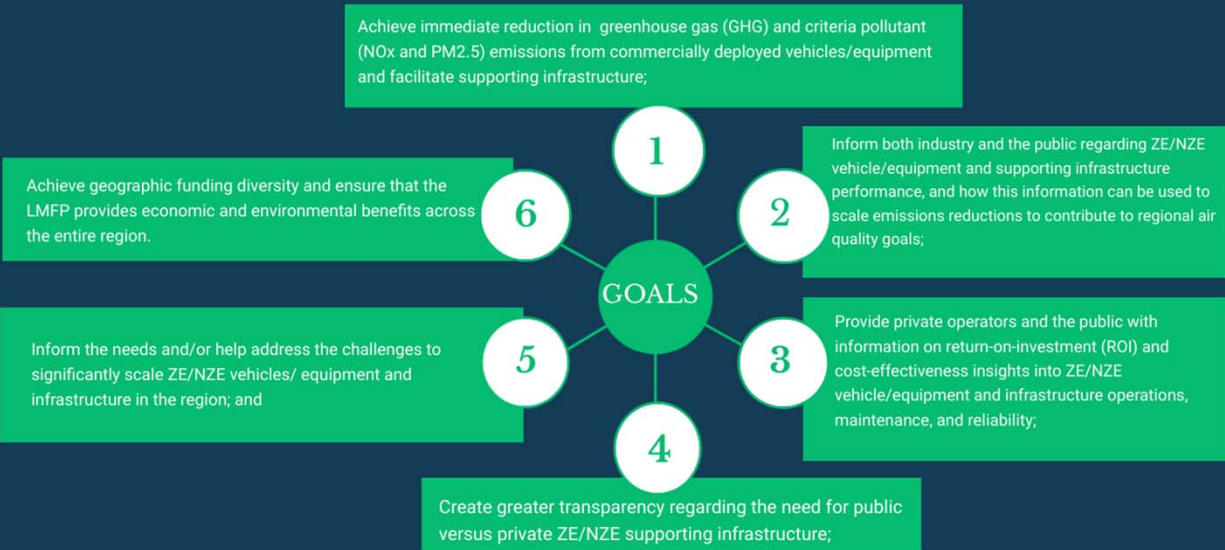 Achieve immediate reduction in greenhouse gas (GHG) and criteria pollutant
(NOx and PM2.5) emissions from commercially deployed vehicles/equipment
and facilitate supporting infrastructure;
1
Inform both industry and the public regarding ZE/NZE
vehicle/equipment and supporting infrastructure
performance, and how this information can be used to
scale emissions reductions to contribute to regional air
quality goals;
2
Provide private operators and the public with
information on return-on-investment (ROI) and
cost-effectiveness insights into ZE/NZE
vehicle/equipment and infrastructure operations,
maintenance, and reliability;
3
4
Create greater transparency regarding the need for public
versus private ZE/NZE supporting infrastructure;
5
Inform the needs and/or help address the challenges to
significantly scale ZE/NZE vehicles/ equipment and
infrastructure in the region; and
6
Achieve geographic funding diversity and ensure that the
LMFP provides economic and environmental benefits across
the entire region.
GOALS